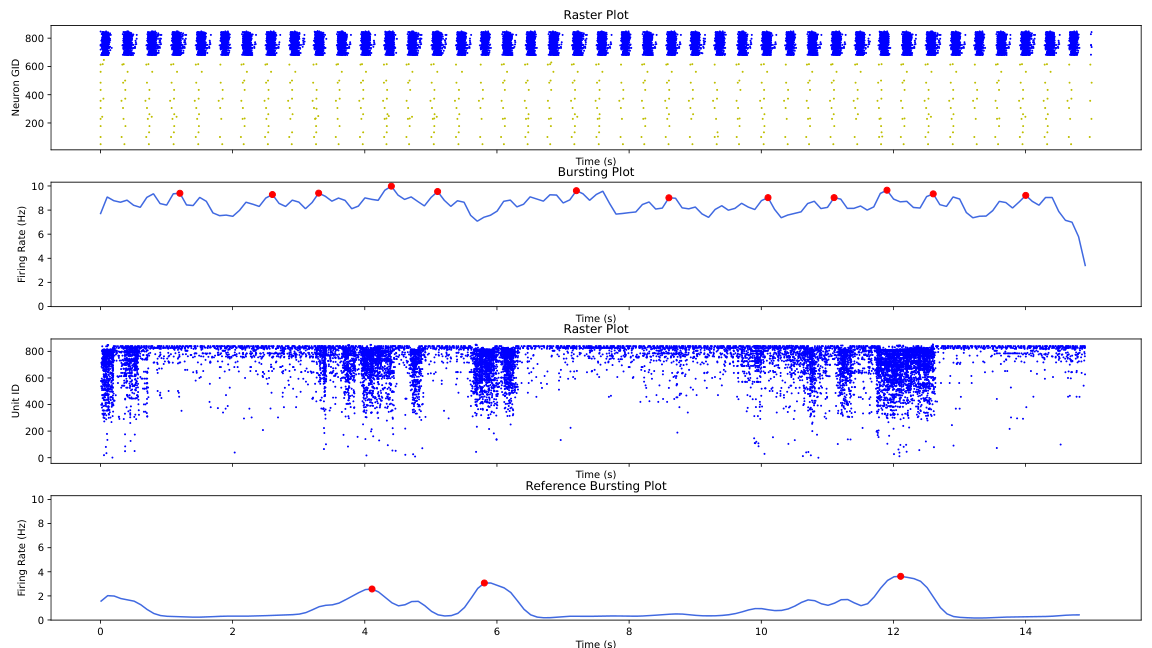 Raster Plot
800
600
400
200
Neuron GID
Time (s)
Bursting Plot
10
8
6
4
2
0
Firing Rate (Hz)
Time (s)
Raster Plot
800
600
400
200
0
Unit ID
Time (s)
Reference Bursting Plot
10
8
6
4
2
0
Firing Rate (Hz)
0 2 4 6 8 10 12 14
Time (s)